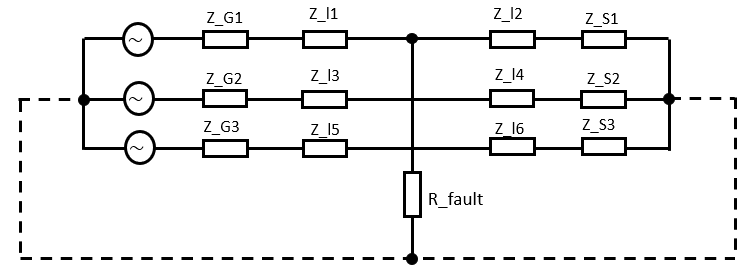 Z_G1 Z_l1 Z_l2 Z_S1
~
Z_G2 Z_l3 Z_l4 Z_S2
~
Z_G3 Z_l5 Z_l6 Z_S3
~
R_fault